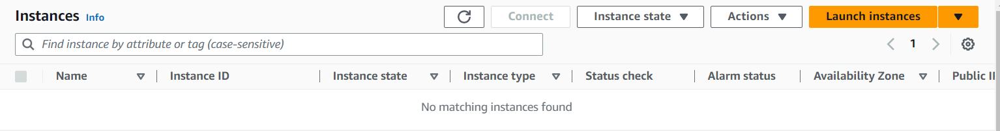 Instances Info
Connect
Instance state
Actions
Launch instances
Find instance by attribute or tag (case-sensitive)
1
Name Instance ID Instance state Instance type Status check Alarm status Availability Zone Public
No matching instances found